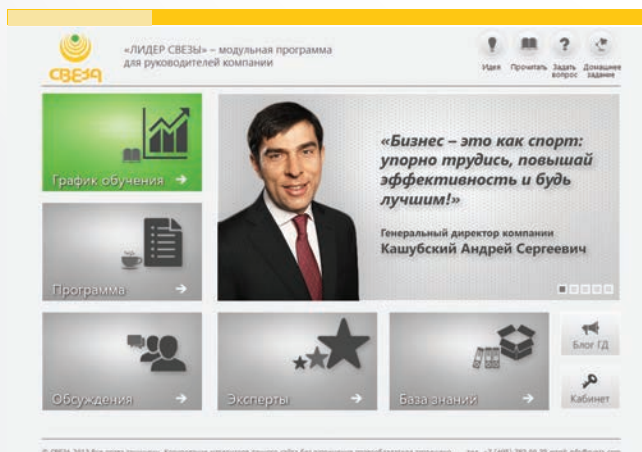 СВЕЗА
«ЛИДЕР СВЕЗЫ» – модульная программа
для руководителей компании
Идея
Прочитать
Задать
вопрос
Домашнее
задание
График обучения
«Бизнес – это как спорт:
упорно трудись, повышай
эффективность и будь
лучшим!»
Генеральный директор компании
Кашубский Андрей Сергеевич
Программа
Обсуждения
Эксперты
База знаний
Блог ГД
Кабинет